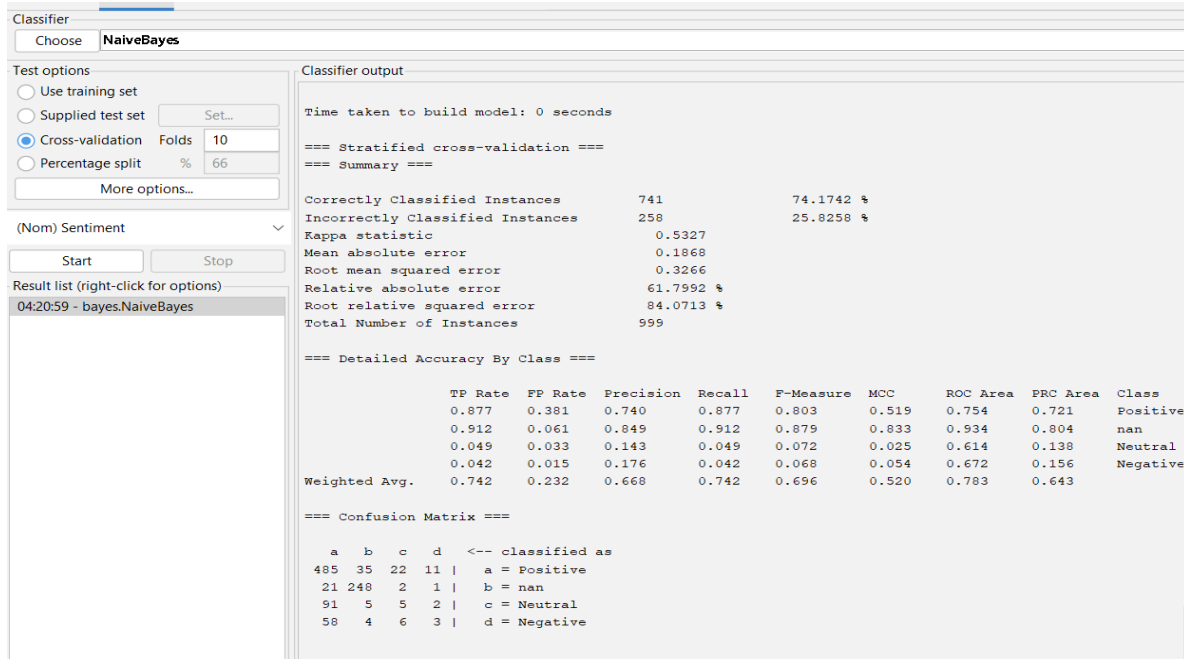 Classifier
Choose NaiveBayes
Test options
Use training set
Supplied test set Set...
Cross-validation Folds 10
Percentage split % 66
More options...
(Nom) Sentiment
Start Stop
Result list (right-click for options)
04:20:59 - bayes.NaiveBayes
Classifier output
Time taken to build model: 0 seconds
=== Stratified cross-validation ===
=== Summary ===
Correctly Classified Instances 741 74.1742 %
Incorrectly Classified Instances 258 25.8258 %
Kappa statistic 0.5327
Mean absolute error 0.1868
Root mean squared error 0.3266
Relative absolute error 61.7992 %
Root relative squared error 84.0713 %
Total Number of Instances 999
=== Detailed Accuracy By Class ===
TP Rate FP Rate Precision Recall F-Measure MCC ROC Area PRC Area Class
0.877 0.381 0.740 0.877 0.803 0.519 0.754 0.721 Positive
0.912 0.061 0.849 0.912 0.879 0.833 0.934 0.804 nan
0.049 0.033 0.143 0.049 0.072 0.025 0.614 0.138 Neutral
0.042 0.015 0.176 0.042 0.068 0.054 0.672 0.156 Negative
Weighted Avg. 0.742 0.232 0.668 0.742 0.696 0.520 0.783 0.643
=== Confusion Matrix ===
a b c d <-- classified as
485 35 22 11 | a = Positive
21 248 2 1 | b = nan
91 5 5 2 | c = Neutral
58 4 6 3 | d = Negative